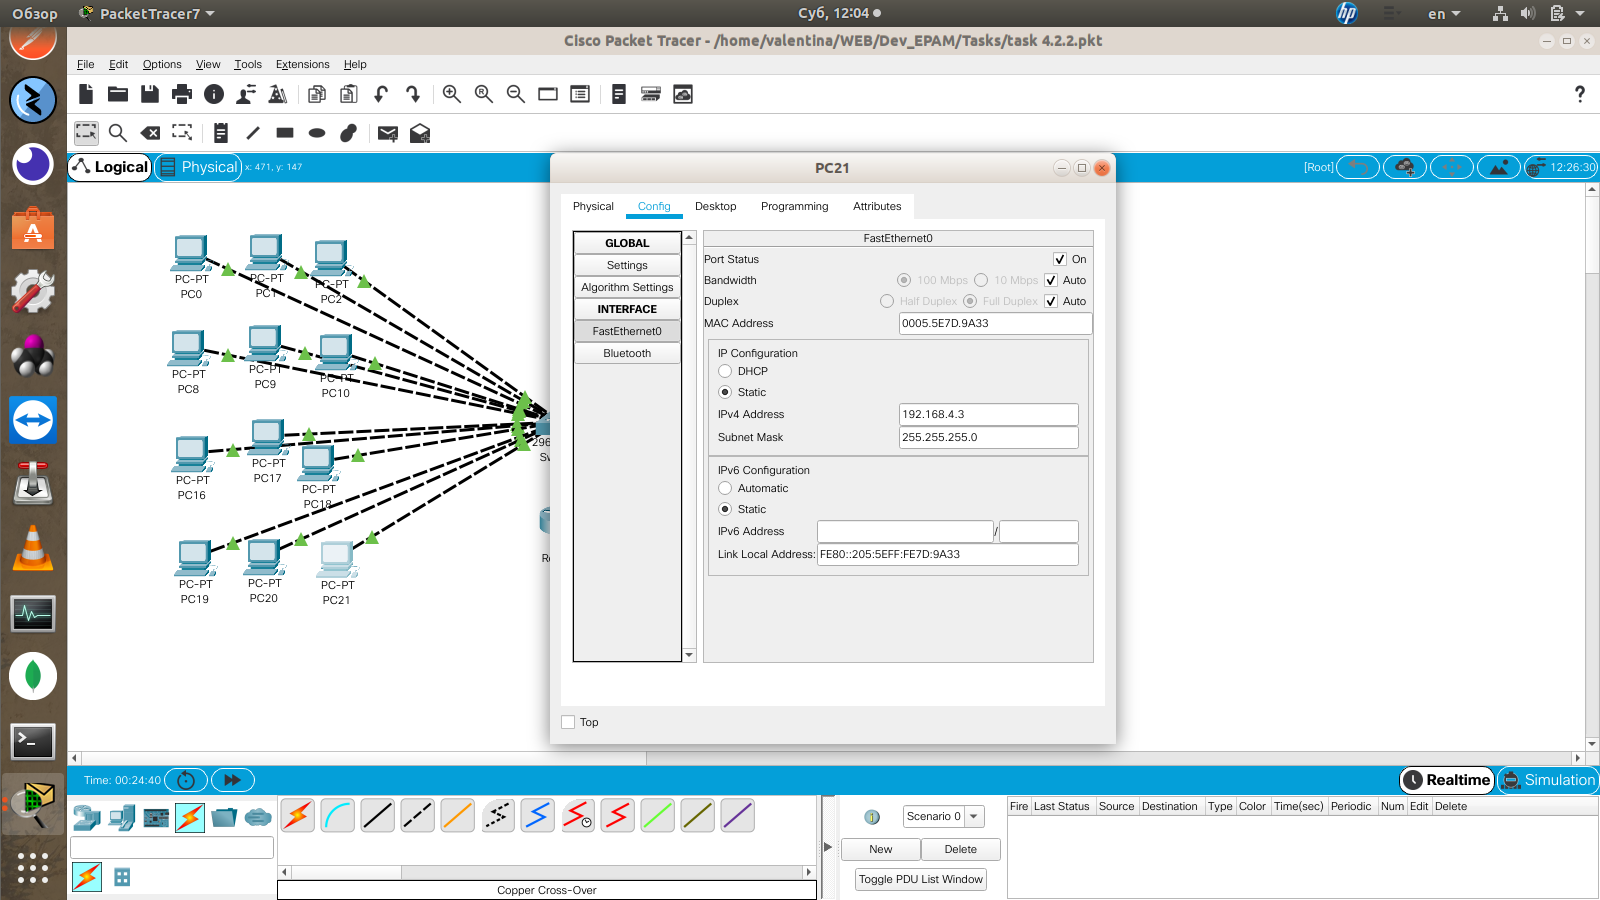 Обзор PacketTracer7 Суб, 12:04 en
Cisco Packet Tracer - /home/valentina/WEB/Dev_EPAM/Tasks/task 4.2.2.pkt
File Edit Options View Tools Extensions Help
Logical Physical x: 471, y: 147 [Root] 12:26:30
PC21
Physical Config Desktop Programming Attributes
GLOBAL
Settings
Algorithm Settings
INTERFACE
FastEthernet0
Bluetooth
FastEthernet0
Port Status On
Bandwidth 100 Mbps 10 Mbps Auto
Duplex Half Duplex Full Duplex Auto
MAC Address 0005.5E7D.9A33
IP Configuration
DHCP
Static
IPv4 Address 192.168.4.3
Subnet Mask 255.255.255.0
IPv6 Configuration
Automatic
Static
IPv6 Address /
Link Local Address: FE80::205:5EFF:FE7D:9A33
Top
PC-PT
PC0
PC-PT
PC1
PC-PT
PC2
PC-PT
PC8
PC-PT
PC9
PC-PT
PC10
PC-PT
PC16
PC-PT
PC17
PC-PT
PC18
PC-PT
PC19
PC-PT
PC20
PC-PT
PC21
296
Sw
Ro
Time: 00:24:40 Realtime Simulation
Scenario 0
New Delete
Toggle PDU List Window
Fire Last Status Source Destination Type Color Time(sec) Periodic Num Edit Delete
Copper Cross-Over